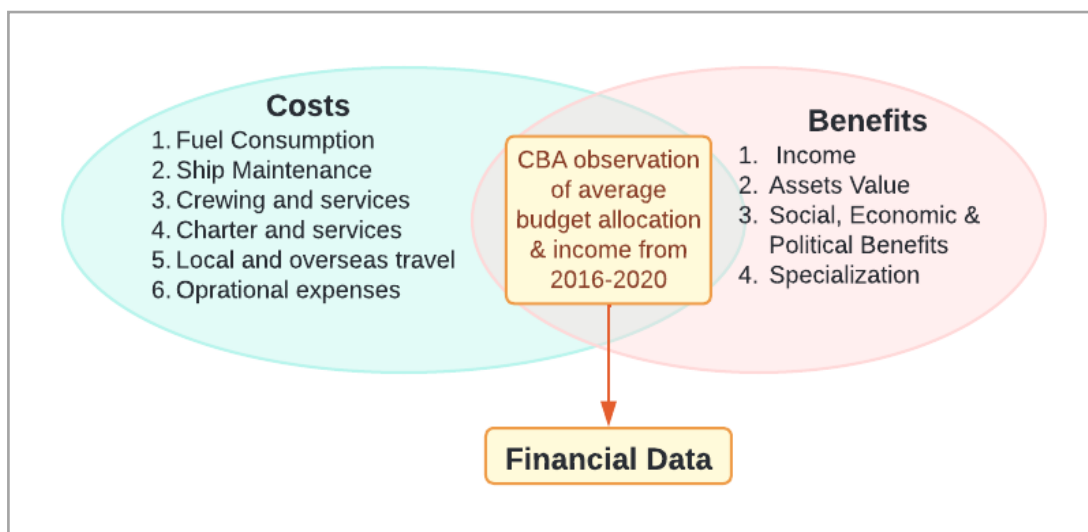 Costs
1. Fuel Consumption
2. Ship Maintenance
3. Crewing and services
4. Charter and services
5. Local and overseas travel
6. Oprational expenses
CBA observation
of average
budget allocation
& income from
2016-2020
Benefits
1. Income
2. Assets Value
3. Social, Economic &
Political Benefits
4. Specialization
Financial Data